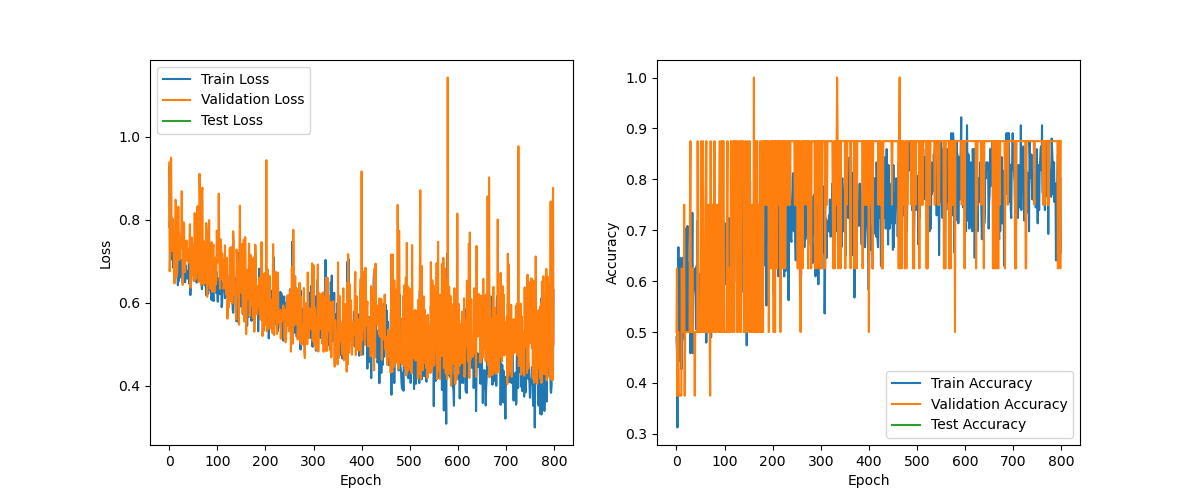 Train Loss
Validation Loss
Test Loss
1.0
0.8
0.6
0.4
Loss
0 100 200 300 400 500 600 700 800
Epoch
1.0
0.9
0.8
0.7
0.6
0.5
0.4
0.3
Accuracy
Train Accuracy
Validation Accuracy
Test Accuracy
0 100 200 300 400 500 600 700 800
Epoch